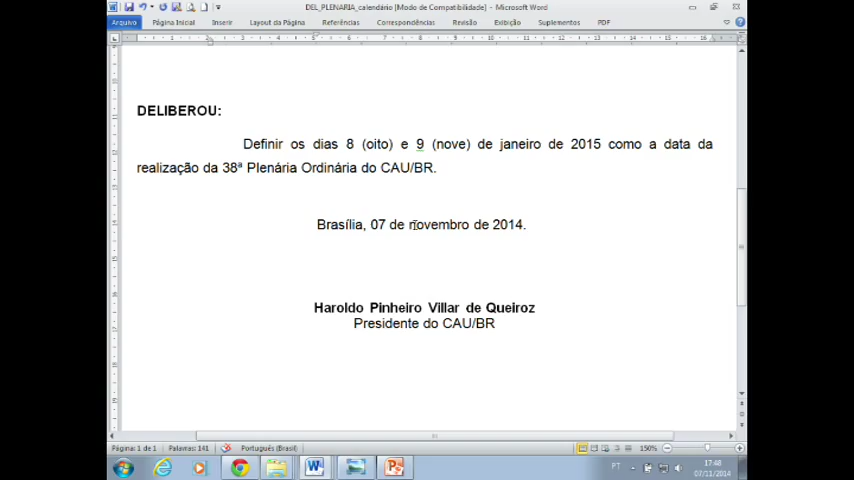 DEL_PLENARIA_calendário [Modo de Compatibilidade] - Microsoft Word
Arquivo Página Inicial Inserir Layout da Página Referências Correspondências Revisão Exibição Suplementos PDF
DELIBEROU:
Definir os dias 8 (oito) e 9 (nove) de janeiro de 2015 como a data da
realização da 38ª Plenária Ordinária do CAU/BR.
Brasília, 07 de novembro de 2014.
Haroldo Pinheiro Villar de Queiroz
Presidente do CAU/BR
Página: 1 de 1 Palavras: 141 Português (Brasil) 150%
PT 17:48
07/11/2014